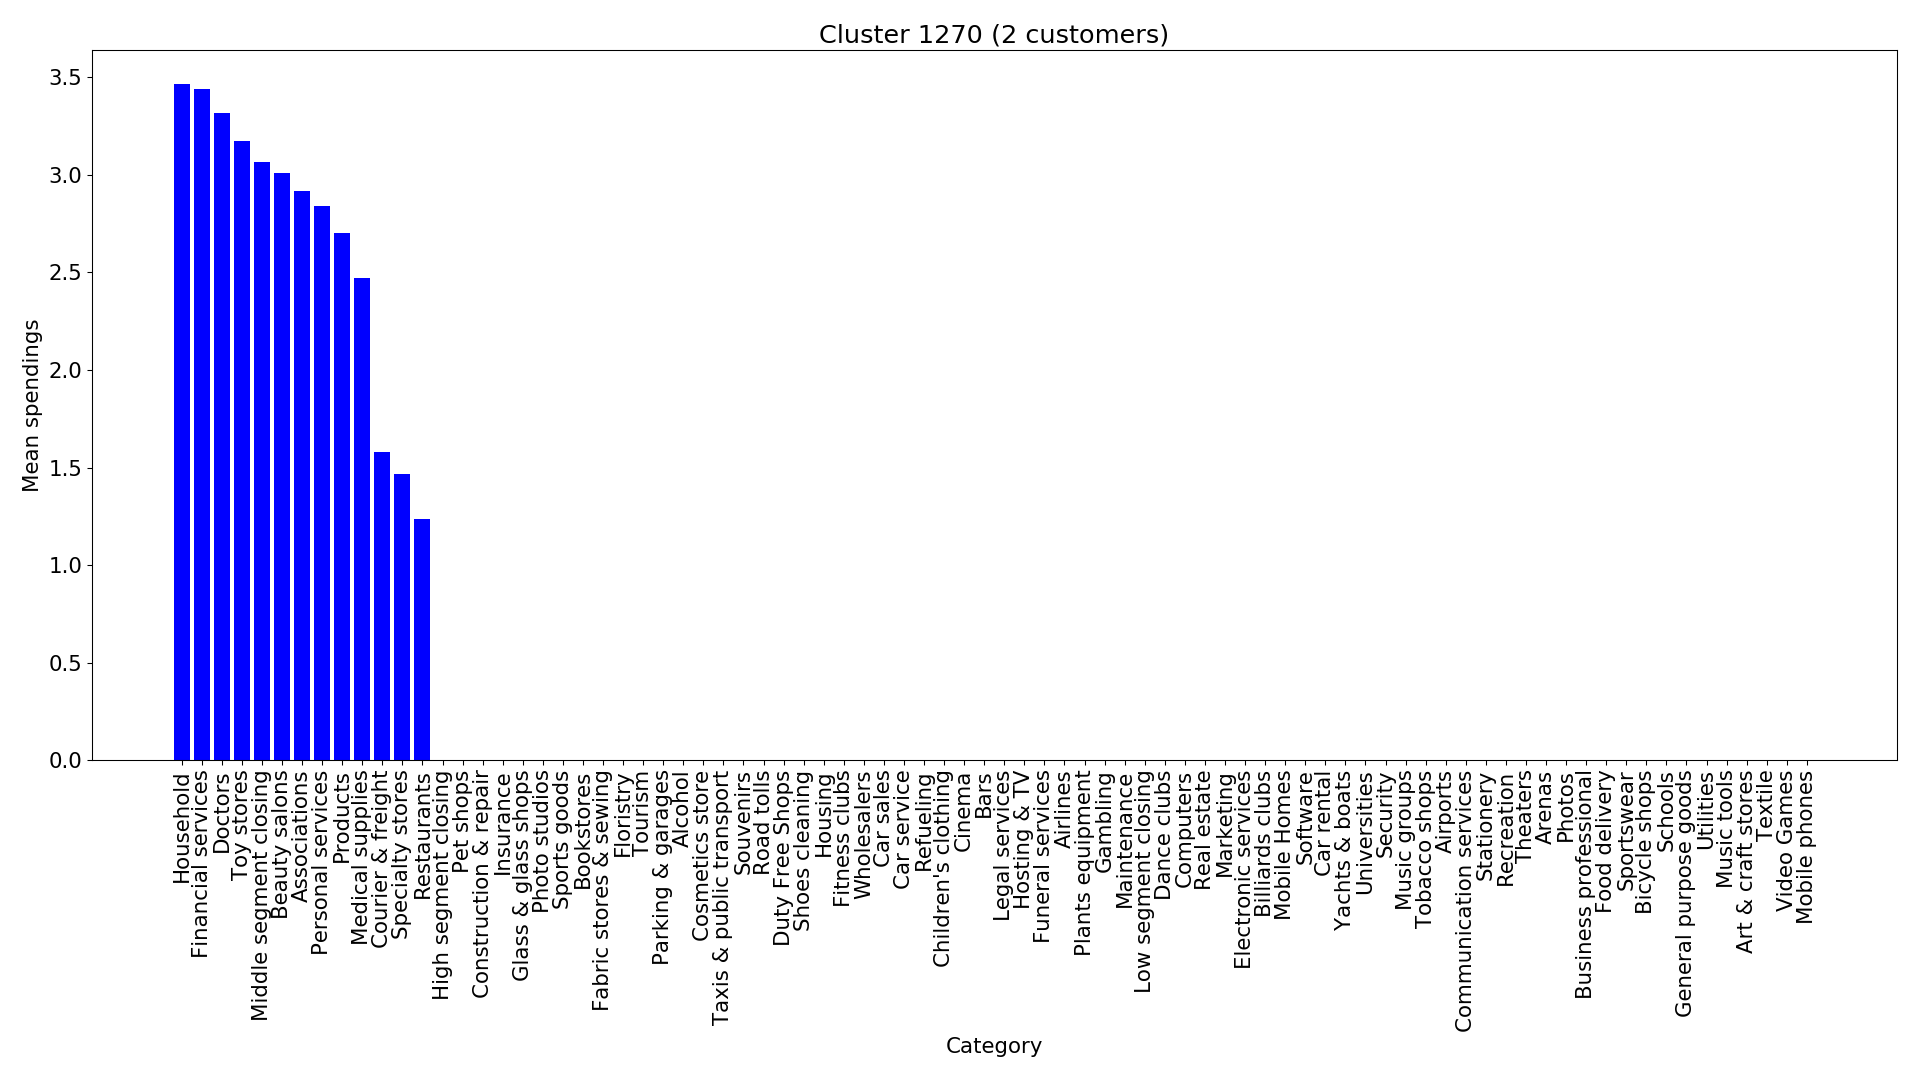 Cluster 1270 (2 customers)
Mean spendings
3.5
3.0
2.5
2.0
1.5
1.0
0.5
0.0
Household
Financial services
Doctors
Toy stores
Middle segment closing
Beauty salons
Associations
Personal services
Products
Medical supplies
Courier & freight
Specialty stores
Restaurants
High segment closing
Pet shops
Construction & repair
Insurance
Glass & glass shops
Photo studios
Sports goods
Bookstores
Fabric stores & sewing
Floristry
Tourism
Parking & garages
Alcohol
Cosmetics store
Taxis & public transport
Souvenirs
Road tolls
Duty Free Shops
Shoes cleaning
Housing
Fitness clubs
Wholesalers
Car sales
Car service
Refueling
Children's clothing
Cinema
Bars
Legal services
Hosting & TV
Funeral services
Airlines
Plants equipment
Gambling
Maintenance
Low segment closing
Dance clubs
Computers
Real estate
Marketing
Electronic services
Billiards clubs
Mobile Homes
Software
Car rental
Yachts & boats
Universities
Security
Music groups
Tobacco shops
Airports
Communication services
Stationery
Recreation
Theaters
Arenas
Photos
Business professional
Food delivery
Sportswear
Bicycle shops
Schools
General purpose goods
Utilities
Music tools
Art & craft stores
Textile
Video Games
Mobile phones
Category